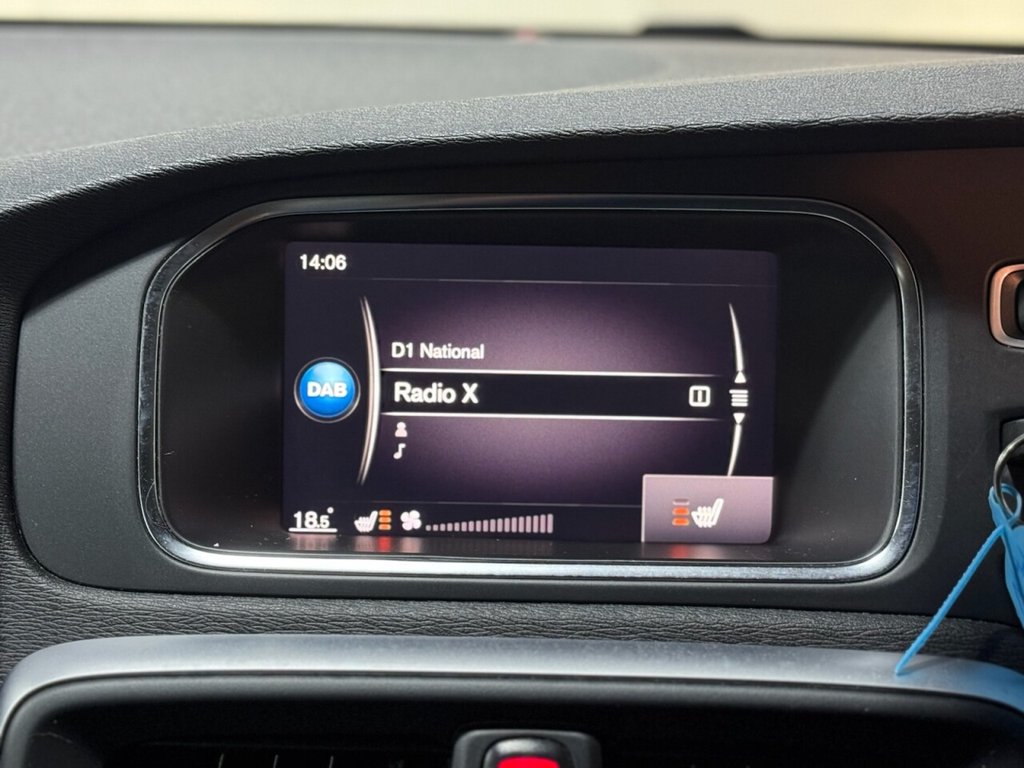 14:06
D1 National
DAB
Radio X
18.5°